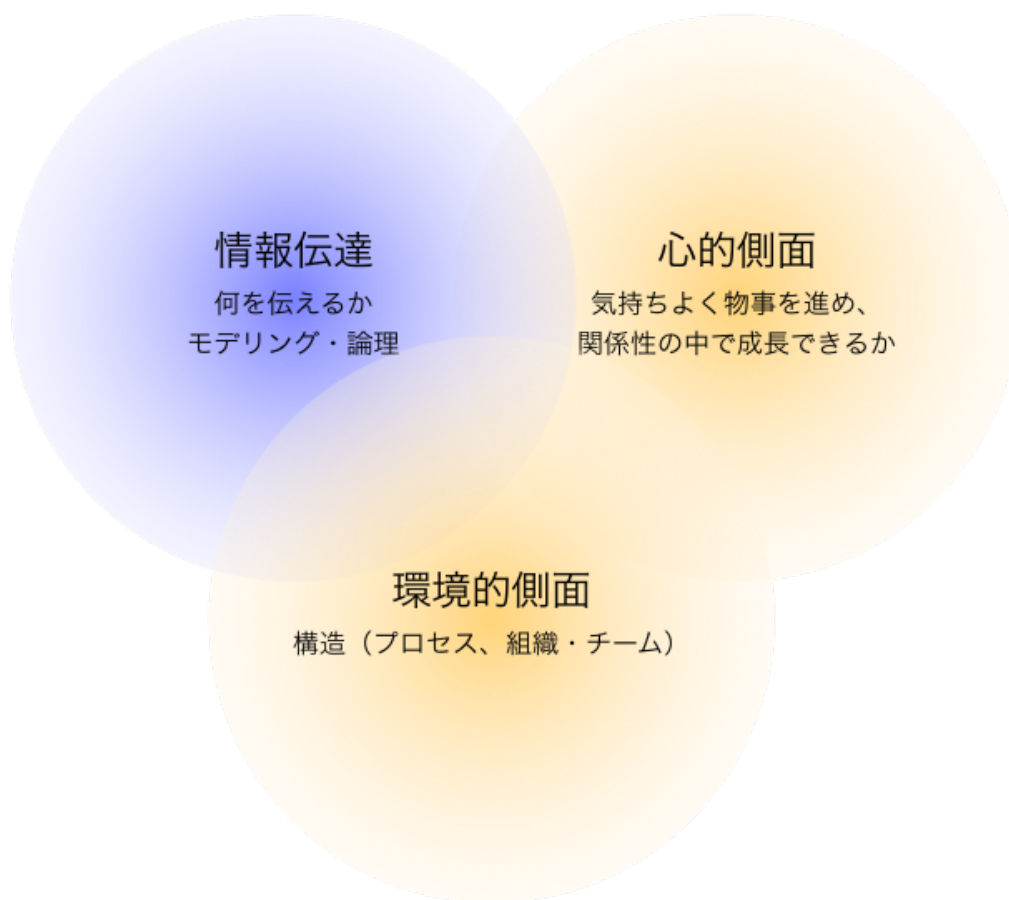 情報伝達
何を伝えるか
モデリング・論理
心的側面
気持ちよく物事を進め、
関係性の中で成長できるか
環境的側面
構造（プロセス、組織・チーム）